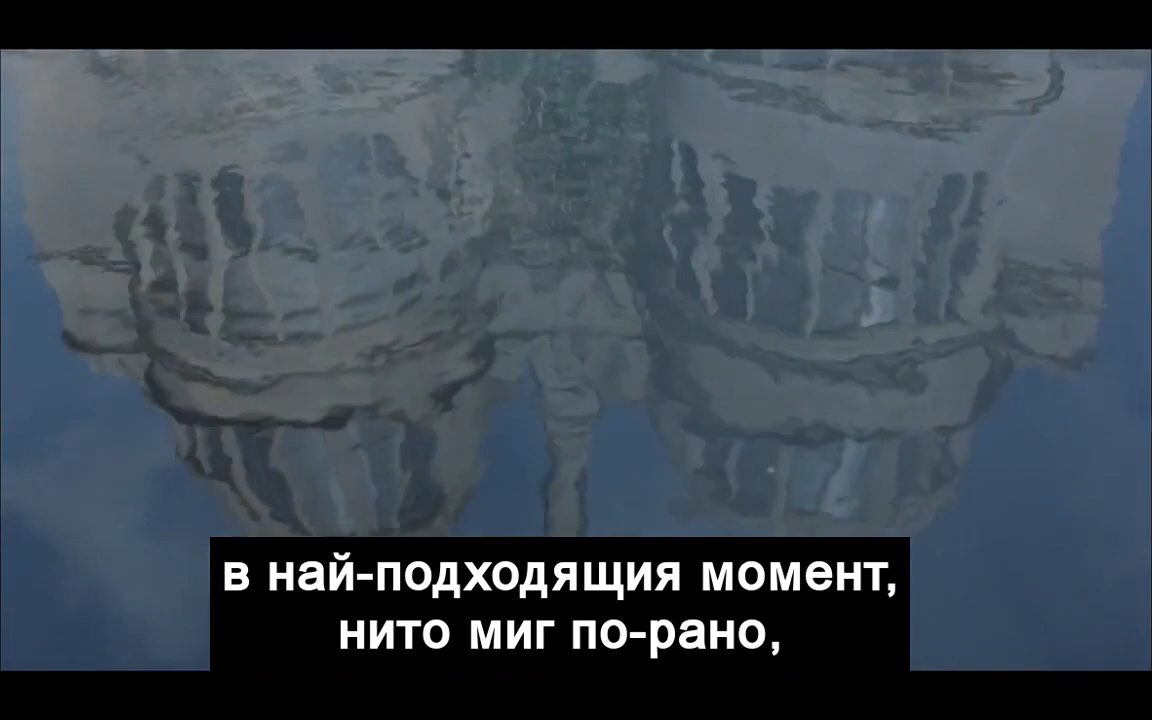 в най-подходящия момент,
нито миг по-рано,